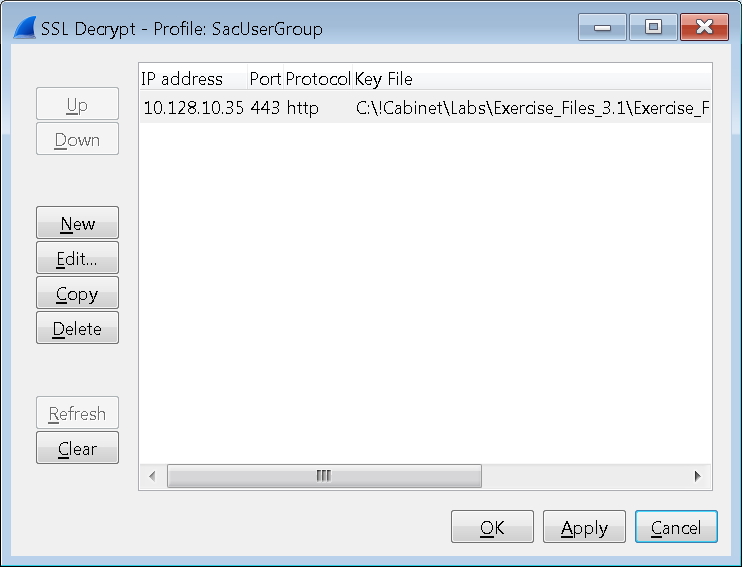 SSL Decrypt - Profile: SacUserGroup
IP address Port Protocol Key File
10.128.10.35 443 http C:\!Cabinet\Labs\Exercise_Files_3.1\Exercise_F
Up
Down
New
Edit...
Copy
Delete
Refresh
Clear
OK Apply Cancel